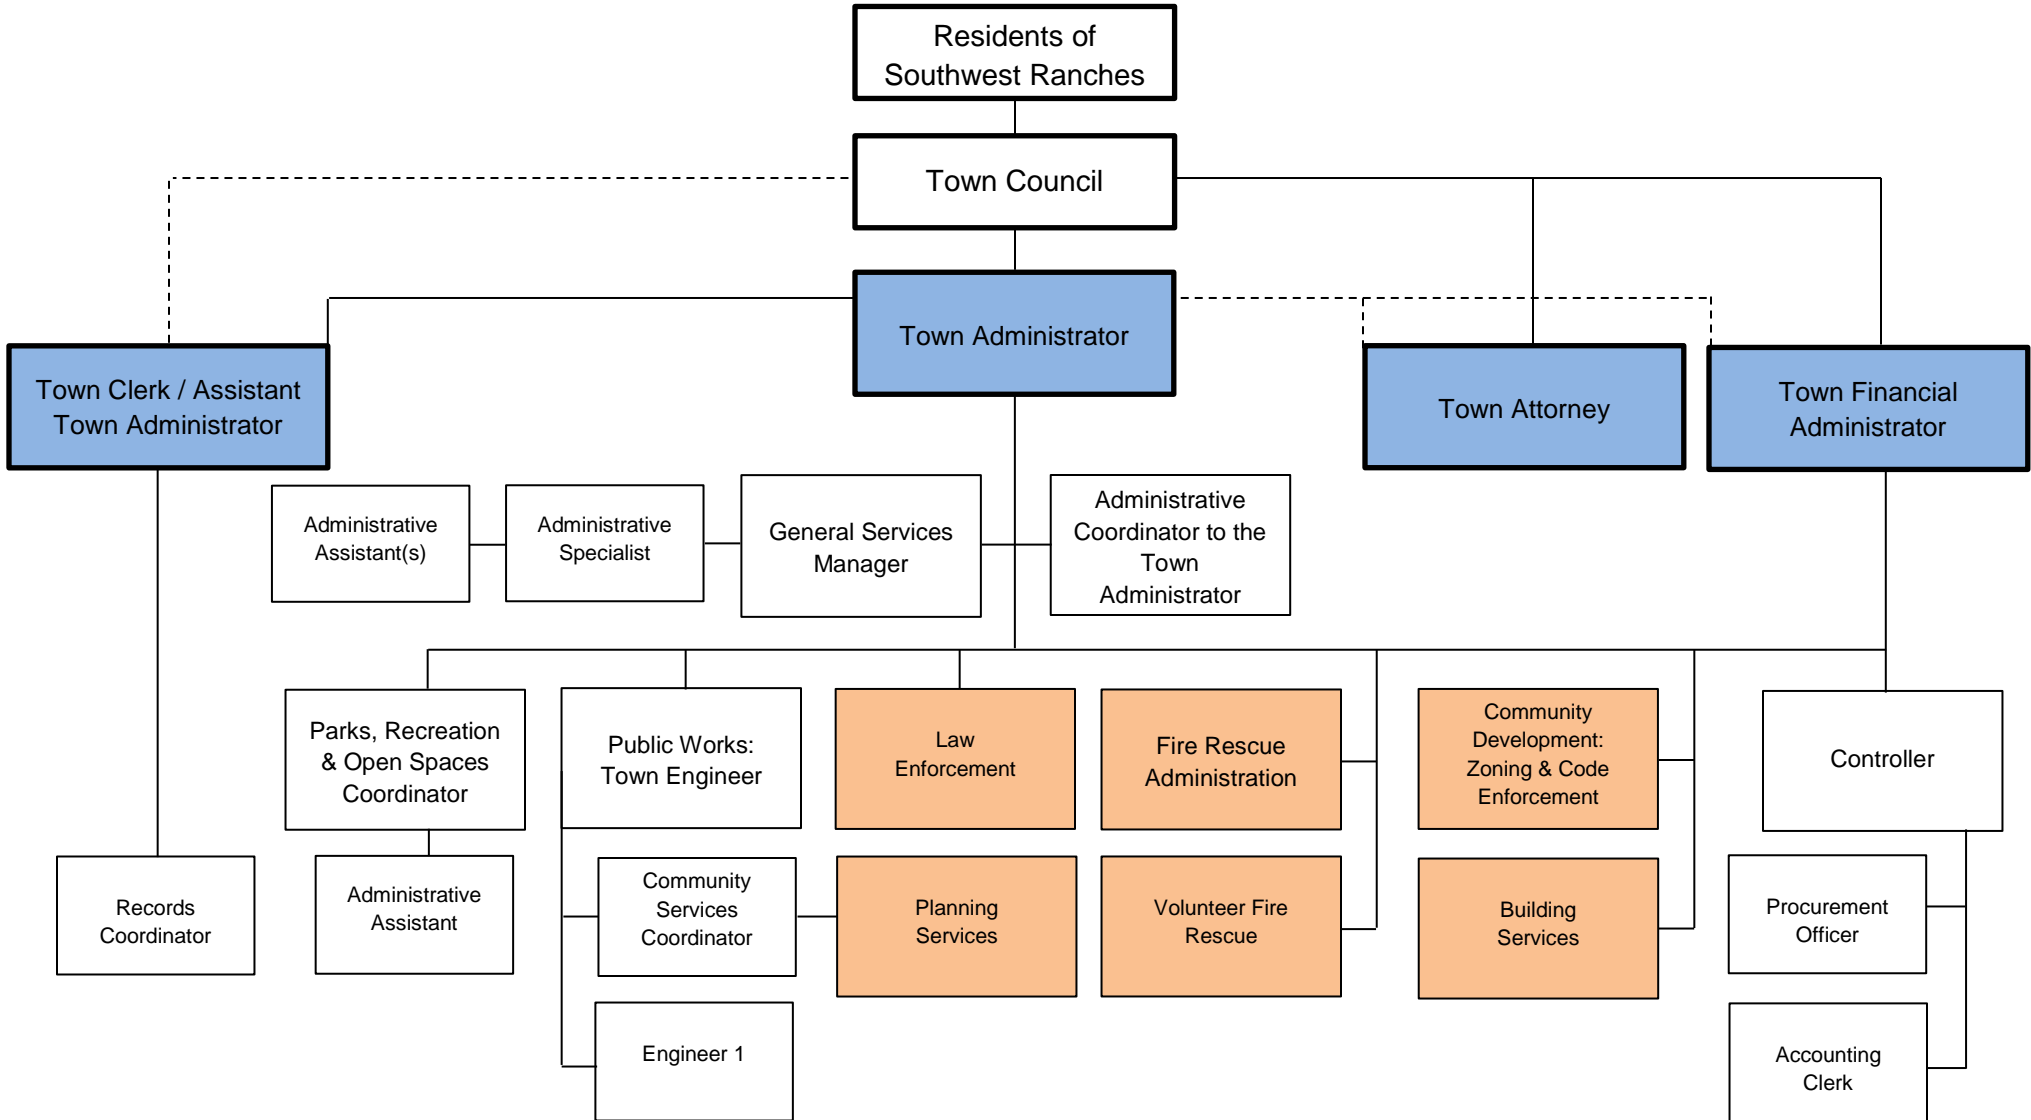 Residents of
Southwest Ranches
Town Council
Town Administrator
Town Clerk / Assistant
Town Administrator
Town Attorney
Town Financial
Administrator
Administrative
Assistant(s)
Administrative
Specialist
General Services
Manager
Administrative
Coordinator to the
Town
Administrator
Parks, Recreation
& Open Spaces
Coordinator
Public Works:
Town Engineer
Law
Enforcement
Fire Rescue
Administration
Community
Development:
Zoning & Code
Enforcement
Controller
Records
Coordinator
Administrative
Assistant
Community
Services
Coordinator
Planning
Services
Volunteer Fire
Rescue
Building
Services
Procurement
Officer
Engineer 1
Accounting
Clerk